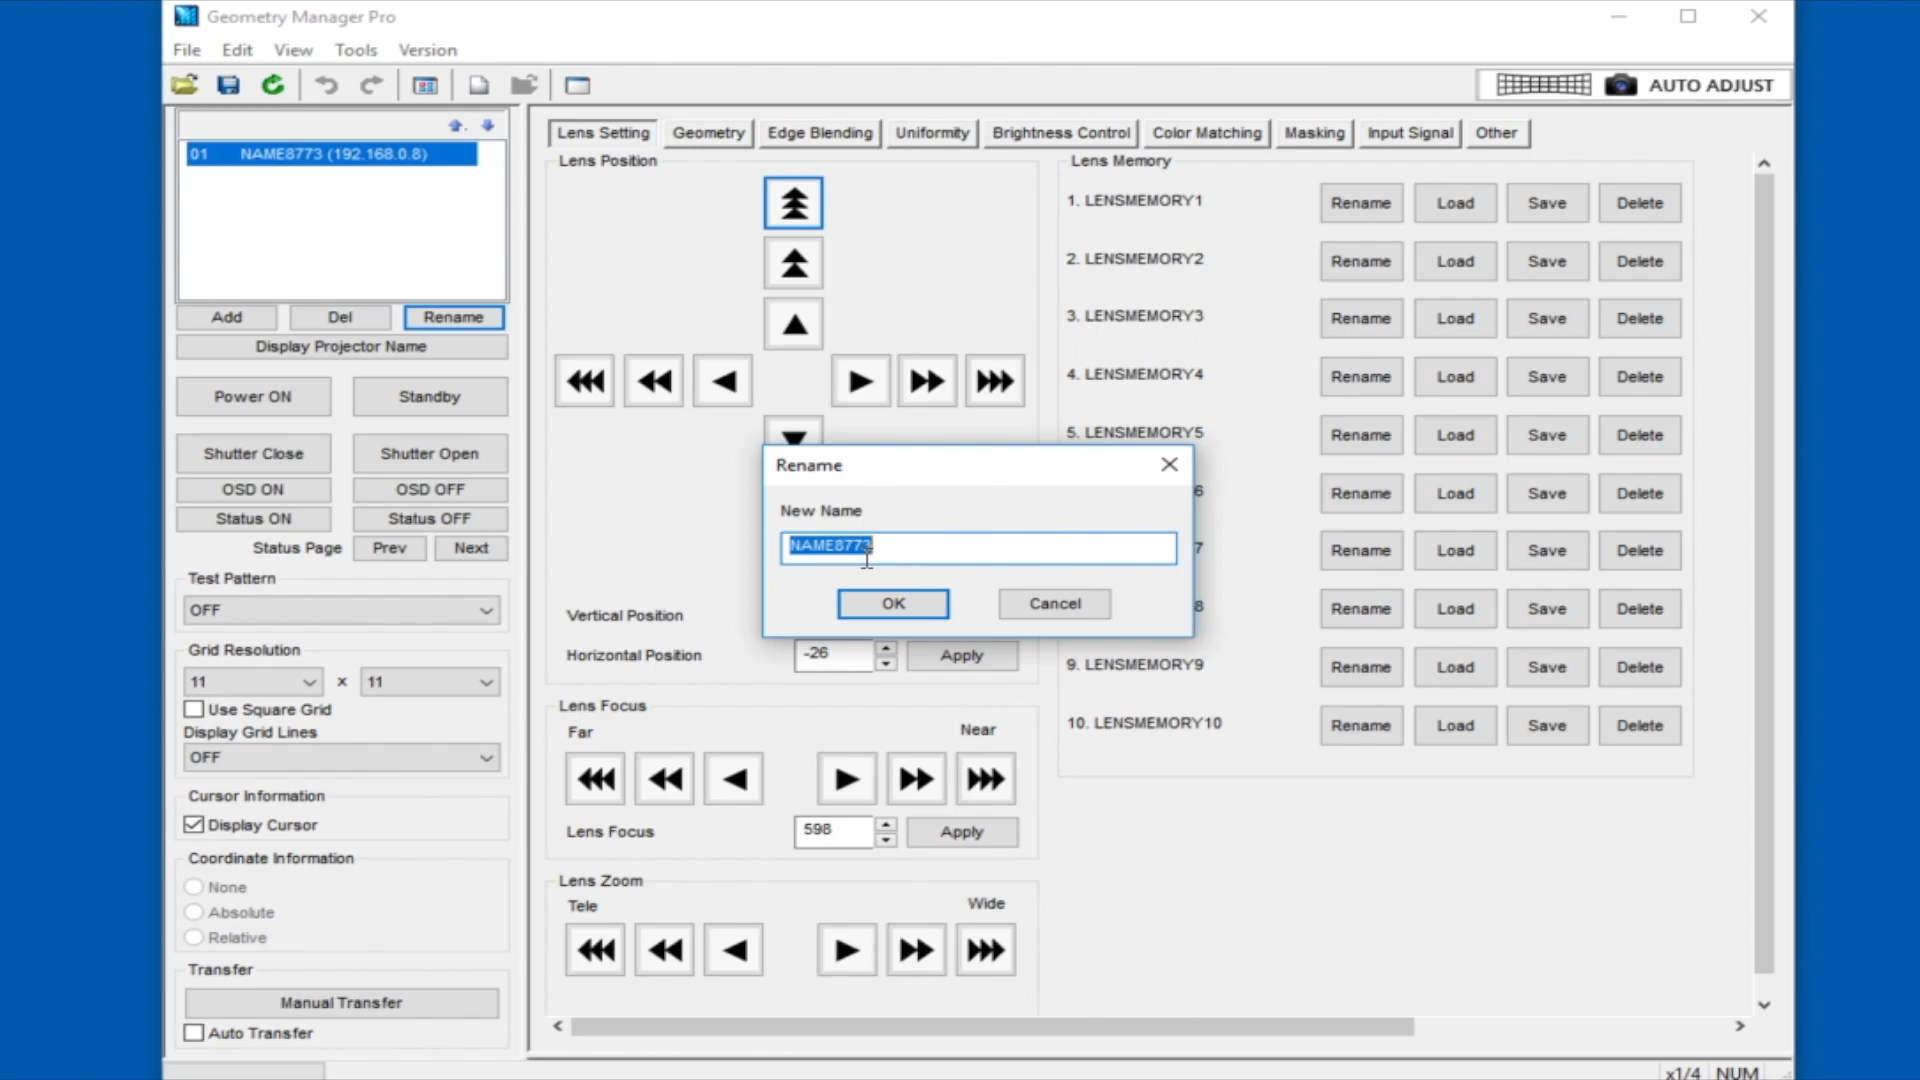 Geometry Manager Pro
File Edit View Tools Version
AUTO ADJUST
01 NAME8773 (192.168.0.8)
Add Del Rename
Display Projector Name
Power ON Standby
Shutter Close Shutter Open
OSD ON OSD OFF
Status ON Status OFF
Status Page Prev Next
Test Pattern
OFF
Grid Resolution
11 x 11
Use Square Grid
Display Grid Lines
OFF
Cursor Information
Display Cursor
Coordinate Information
None
Absolute
Relative
Transfer
Manual Transfer
Auto Transfer
Lens Setting Geometry Edge Blending Uniformity Brightness Control Color Matching Masking Input Signal Other
Lens Position
Vertical Position
Horizontal Position -26 Apply
Lens Focus
Far Near
Lens Focus 598 Apply
Lens Zoom
Tele Wide
Rename
New Name
NAME8773
OK Cancel
Lens Memory
1. LENSMEMORY1 Rename Load Save Delete
2. LENSMEMORY2 Rename Load Save Delete
3. LENSMEMORY3 Rename Load Save Delete
4. LENSMEMORY4 Rename Load Save Delete
5. LENSMEMORY5 Rename Load Save Delete
6 Rename Load Save Delete
7 Rename Load Save Delete
8 Rename Load Save Delete
9. LENSMEMORY9 Rename Load Save Delete
10. LENSMEMORY10 Rename Load Save Delete
x1/4 NUM